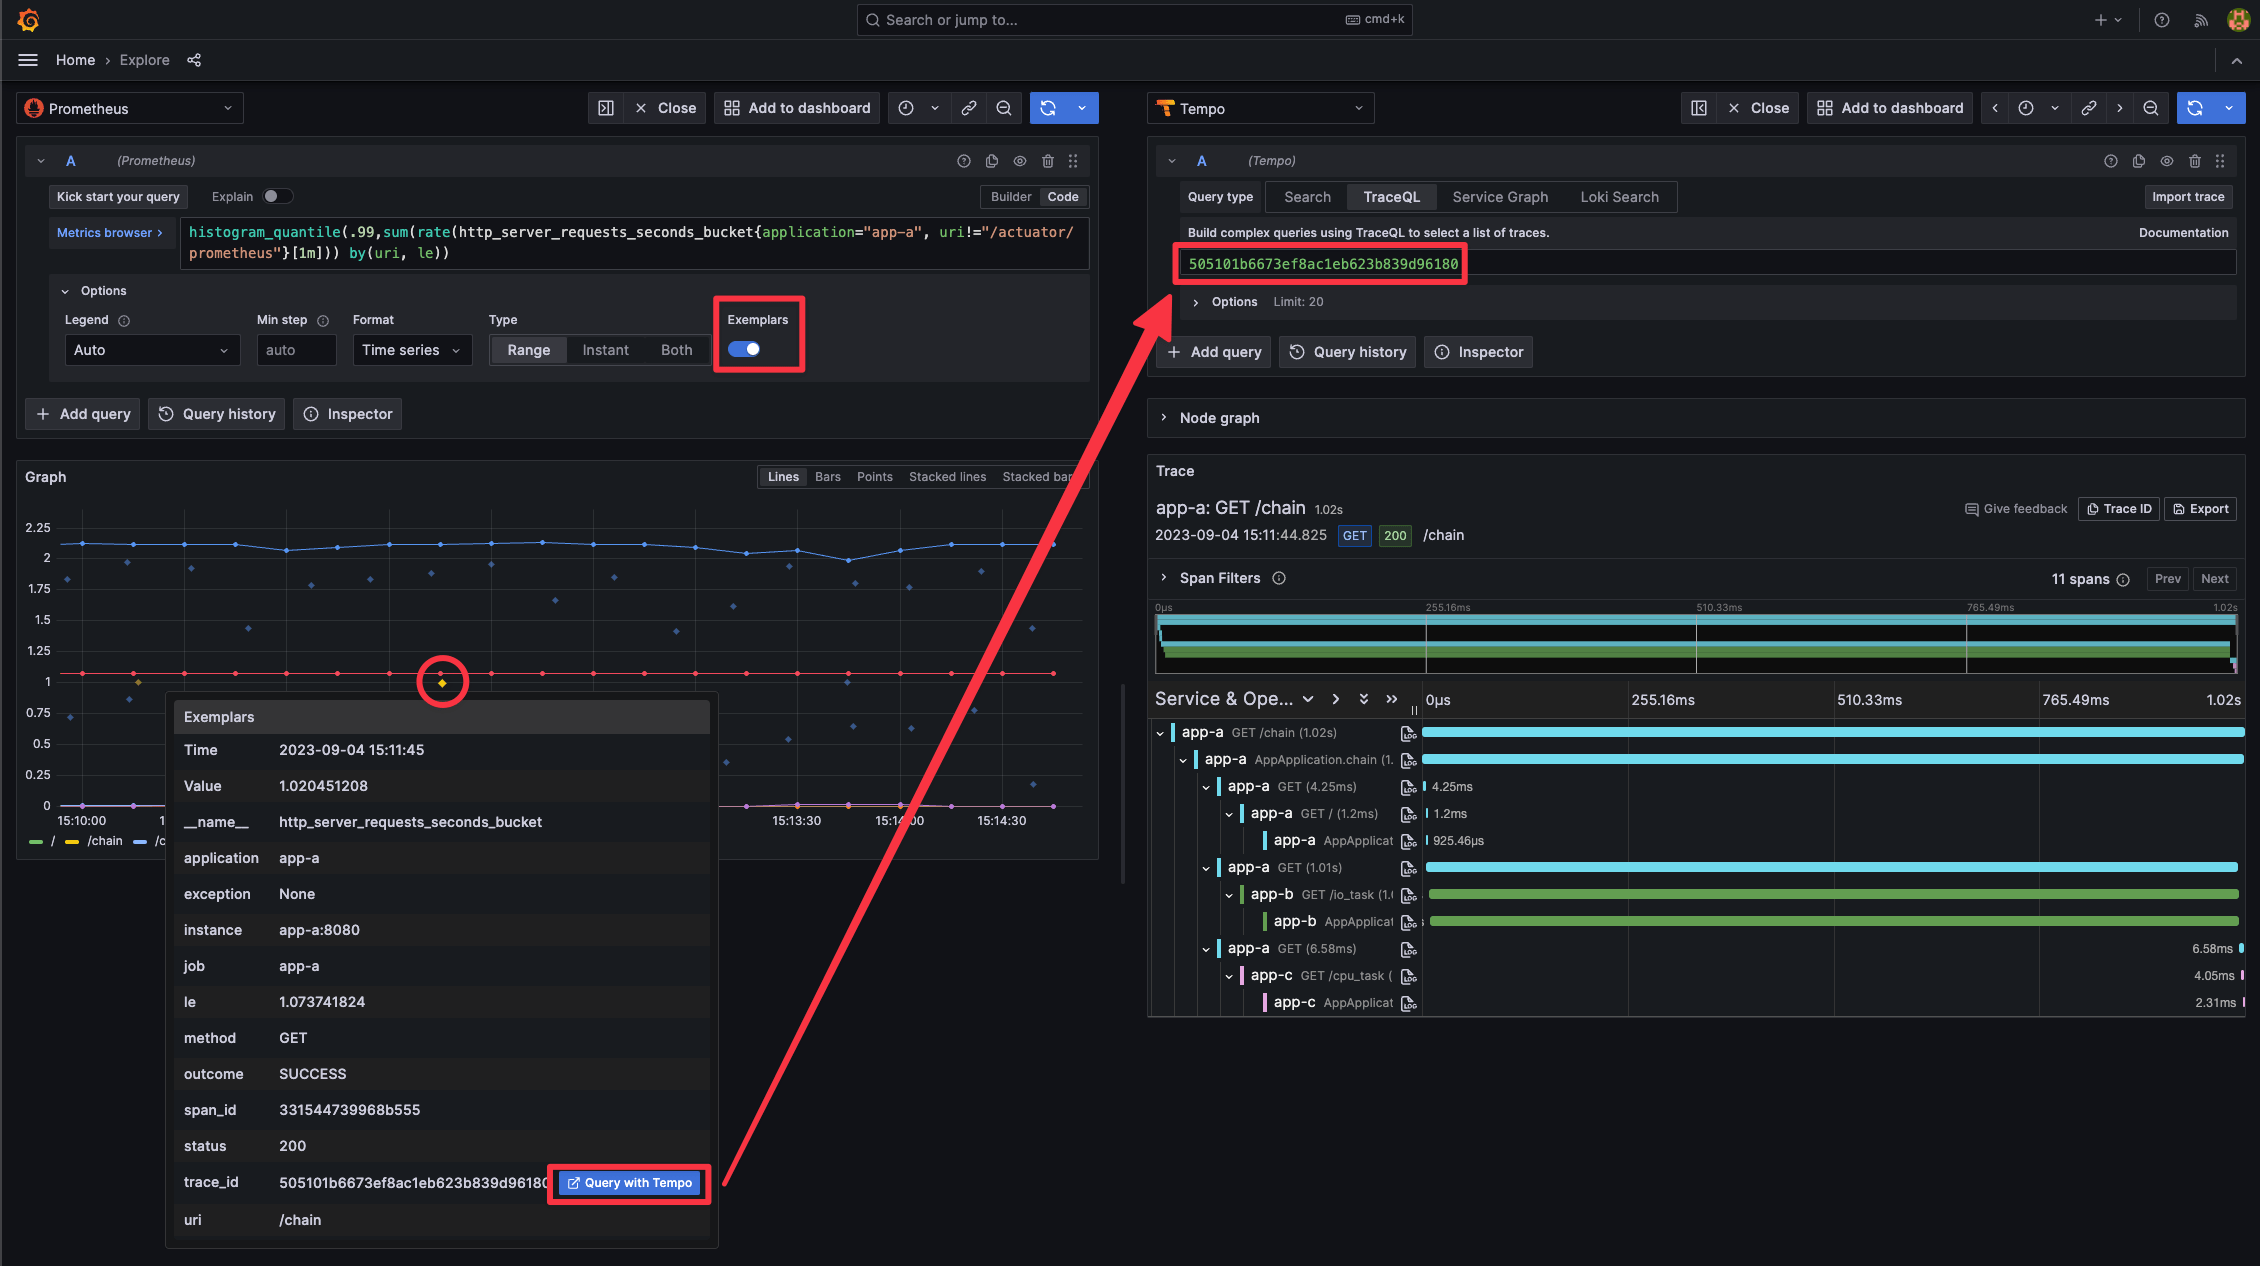 Search or jump to...
cmd+k
Home › Explore
Prometheus
Close
Add to dashboard
A (Prometheus)
Kick start your query
Explain
Builder
Code
Metrics browser ›
histogram_quantile(.99,sum(rate(http_server_requests_seconds_bucket{application="app-a", uri!="/actuator/
prometheus"}[1m])) by(uri, le))
Options
Legend
Min step
Format
Type
Exemplars
Auto
auto
Time series
Range
Instant
Both
Add query
Query history
Inspector
Graph
Lines
Bars
Points
Stacked lines
Stacked bar
2.25
2
1.75
1.5
1.25
1
0.75
0.5
0.25
0
15:10:00
1
15:13:30
15:14:00
15:14:30
/
/chain
/c
Exemplars
Time 2023-09-04 15:11:45
Value 1.020451208
__name__ http_server_requests_seconds_bucket
application app-a
exception None
instance app-a:8080
job app-a
le 1.073741824
method GET
outcome SUCCESS
span_id 331544739968b555
status 200
trace_id 505101b6673ef8ac1eb623b839d96180
Query with Tempo
uri /chain
Tempo
Close
Add to dashboard
A (Tempo)
Query type
Search
TraceQL
Service Graph
Loki Search
Import trace
Build complex queries using TraceQL to select a list of traces.
Documentation
505101b6673ef8ac1eb623b839d96180
Options Limit: 20
Add query
Query history
Inspector
Node graph
Trace
app-a: GET /chain 1.02s
Give feedback
Trace ID
Export
2023-09-04 15:11:44.825 GET 200 /chain
Span Filters
11 spans
Prev
Next
0µs 255.16ms 510.33ms 765.49ms 1.02s
Service & Ope...
0µs 255.16ms 510.33ms 765.49ms 1.02s
app-a GET /chain (1.02s)
app-a AppApplication.chain (1.
app-a GET (4.25ms) 4.25ms
app-a GET / (1.2ms) 1.2ms
app-a AppApplicat 925.46µs
app-a GET (1.01s)
app-b GET /io_task (1.
app-b AppApplicat
app-a GET (6.58ms) 6.58ms
app-c GET /cpu_task ( 4.05ms
app-c AppApplicat 2.31ms